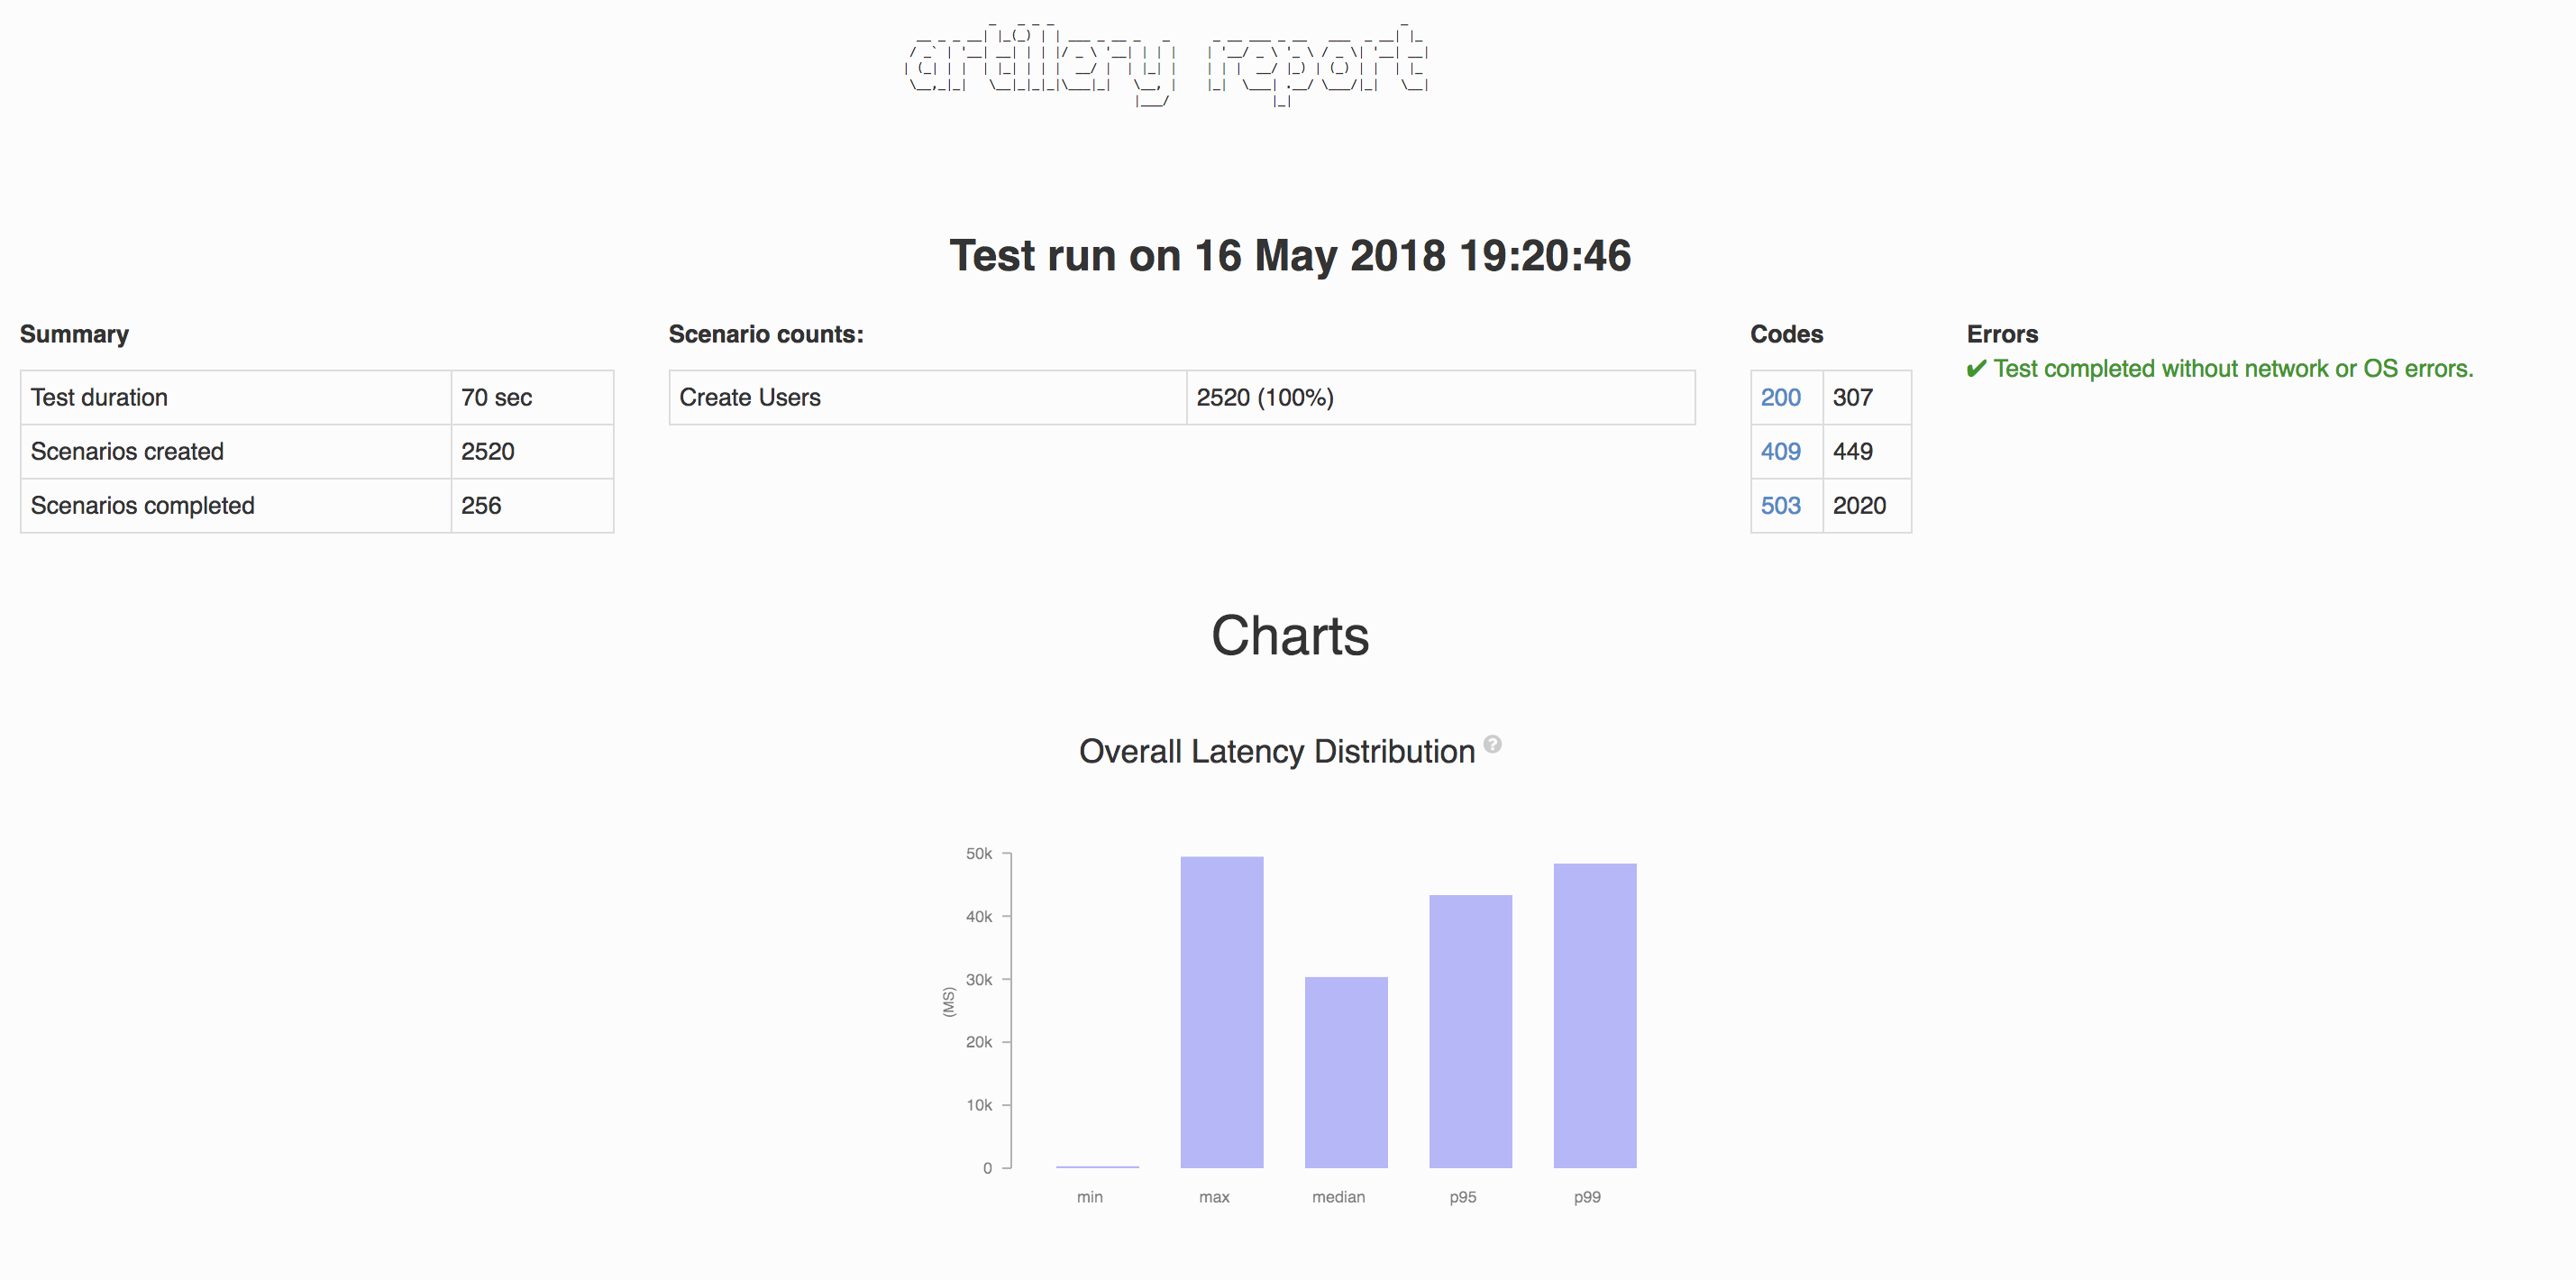 artillery report
Test run on 16 May 2018 19:20:46
Summary
Test duration 70 sec
Scenarios created 2520
Scenarios completed 256
Scenario counts:
Create Users 2520 (100%)
Codes
200 307
409 449
503 2020
Errors
✔ Test completed without network or OS errors.
Charts
Overall Latency Distribution ?
50k
40k
30k
20k
10k
0
(MS)
min max median p95 p99